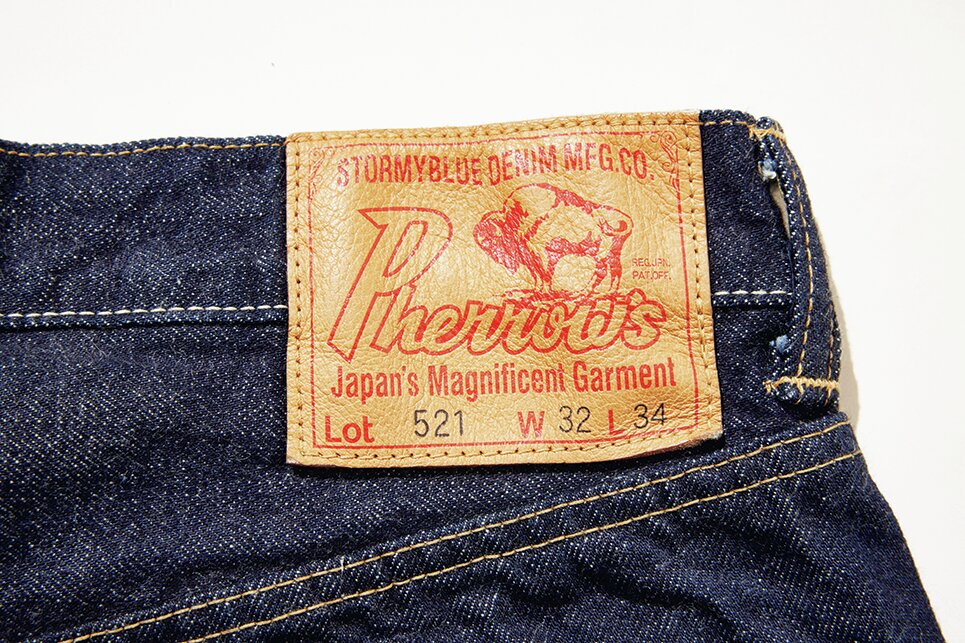 STORMYBLUE DENIM MFG.CO.
REG.JPN.
PAT.OFF.
Pherrow's
Japan's Magnificent Garment
Lot 521 W 32 L 34